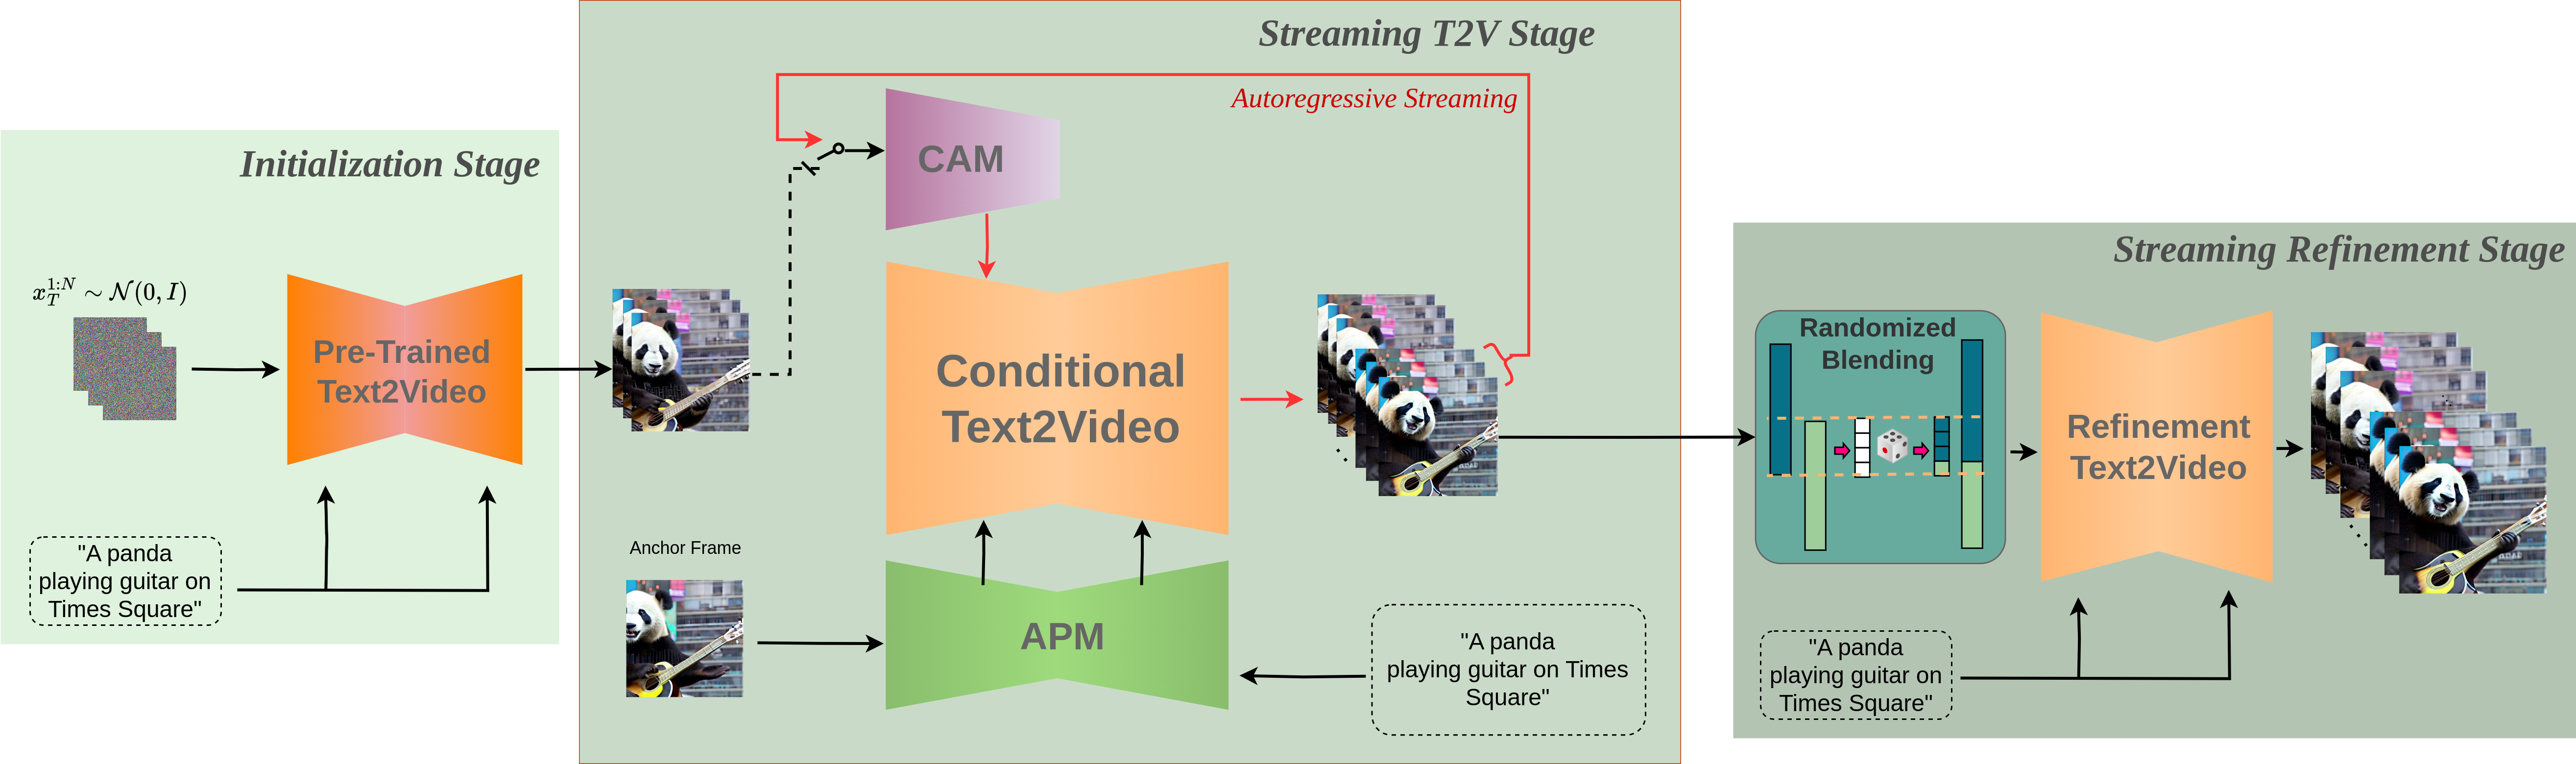 Initialization Stage
$x_T^{1:N} \sim \mathcal{N}(0, I)$
Pre-Trained
Text2Video
"A panda
playing guitar on
Times Square"
Streaming T2V Stage
Autoregressive Streaming
CAM
Conditional
Text2Video
Anchor Frame
APM
"A panda
playing guitar on Times
Square"
Streaming Refinement Stage
Randomized
Blending
Refinement
Text2Video
"A panda
playing guitar on
Times Square"